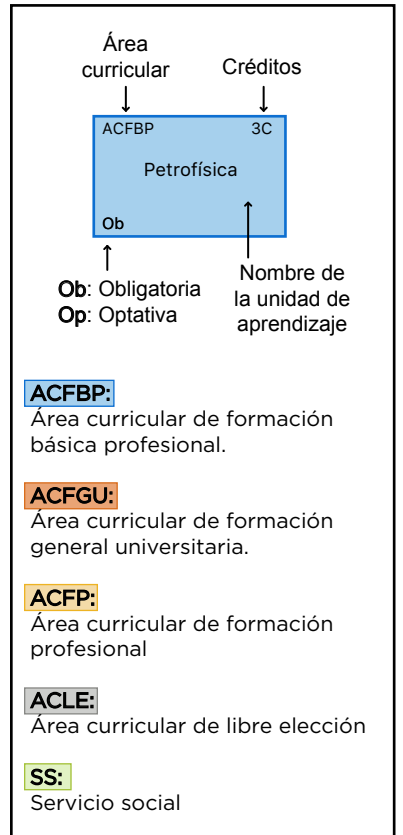 Área
curricular
Créditos
ACFBP
3C
Petrofísica
Ob
Ob: Obligatoria
Op: Optativa
Nombre de
la unidad de
aprendizaje
ACFBP:
Área curricular de formación
básica profesional.
ACFGU:
Área curricular de formación
general universitaria.
ACFP:
Área curricular de formación
profesional
ACLE:
Área curricular de libre elección
SS:
Servicio social